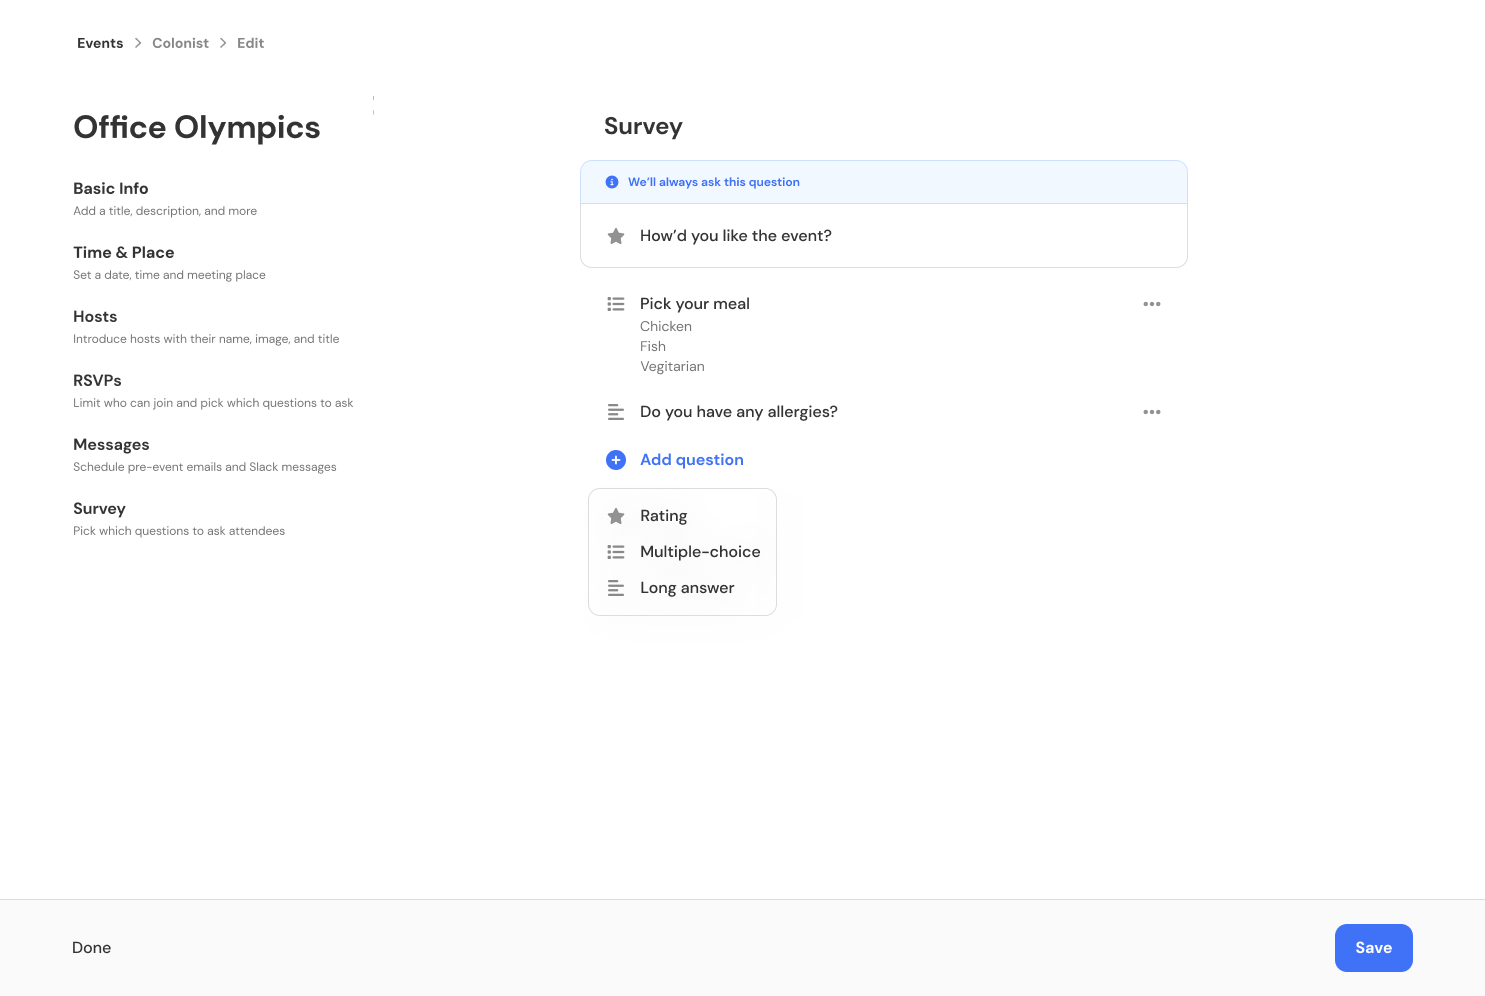 Events > Colonist > Edit
Office Olympics
Basic Info
Add a title, description, and more
Time & Place
Set a date, time and meeting place
Hosts
Introduce hosts with their name, image, and title
RSVPs
Limit who can join and pick which questions to ask
Messages
Schedule pre-event emails and Slack messages
Survey
Pick which questions to ask attendees
Survey
We’ll always ask this question
How’d you like the event?
Pick your meal
Chicken
Fish
Vegitarian
Do you have any allergies?
Add question
Rating
Multiple-choice
Long answer
Done
Save